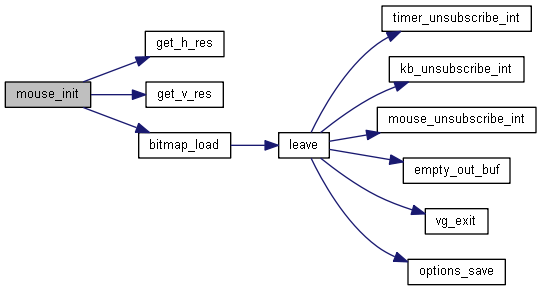 mouse_init
get_h_res
get_v_res
bitmap_load
leave
timer_unsubscribe_int
kb_unsubscribe_int
mouse_unsubscribe_int
empty_out_buf
vg_exit
options_save